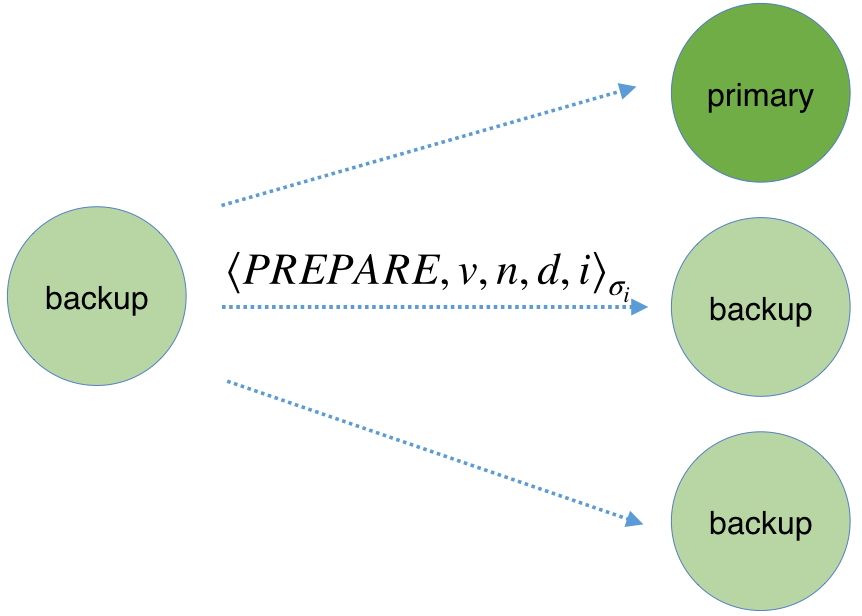 primary
backup
⟨PREPARE, v, n, d, i⟩σᵢ
backup
backup